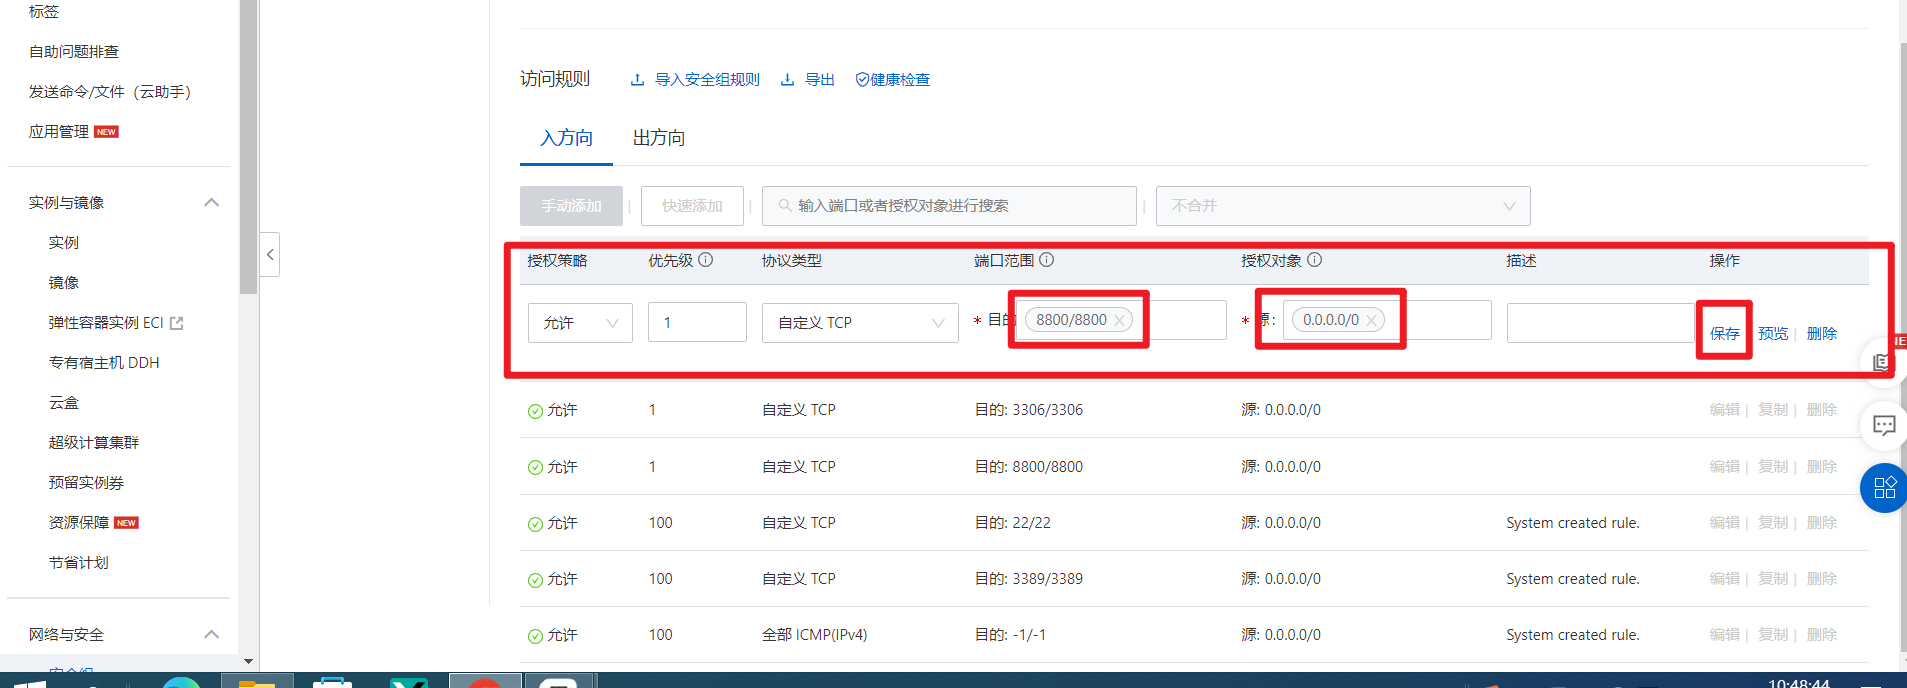 标签
自助问题排查
发送命令/文件（云助手）
应用管理 NEW
实例与镜像
实例
镜像
弹性容器实例 ECI
专有宿主机 DDH
云盒
超级计算集群
预留实例券
资源保障 NEW
节省计划
网络与安全
安全组
访问规则 导入安全组规则 导出 健康检查
入方向 出方向
手动添加 | 快速添加 | 输入端口或者授权对象进行搜索 | 不合并
授权策略 优先级 协议类型 端口范围 授权对象 描述 操作
允许 1 自定义 TCP * 目的 8800/8800 * 源: 0.0.0.0/0 保存 预览 | 删除
允许 1 自定义 TCP 目的: 3306/3306 源: 0.0.0.0/0 编辑 | 复制 | 删除
允许 1 自定义 TCP 目的: 8800/8800 源: 0.0.0.0/0 编辑 | 复制 | 删除
允许 100 自定义 TCP 目的: 22/22 源: 0.0.0.0/0 System created rule. 编辑 | 复制 | 删除
允许 100 自定义 TCP 目的: 3389/3389 源: 0.0.0.0/0 System created rule. 编辑 | 复制 | 删除
允许 100 全部 ICMP(IPv4) 目的: -1/-1 源: 0.0.0.0/0 System created rule. 编辑 | 复制 | 删除
NE
10:48:44